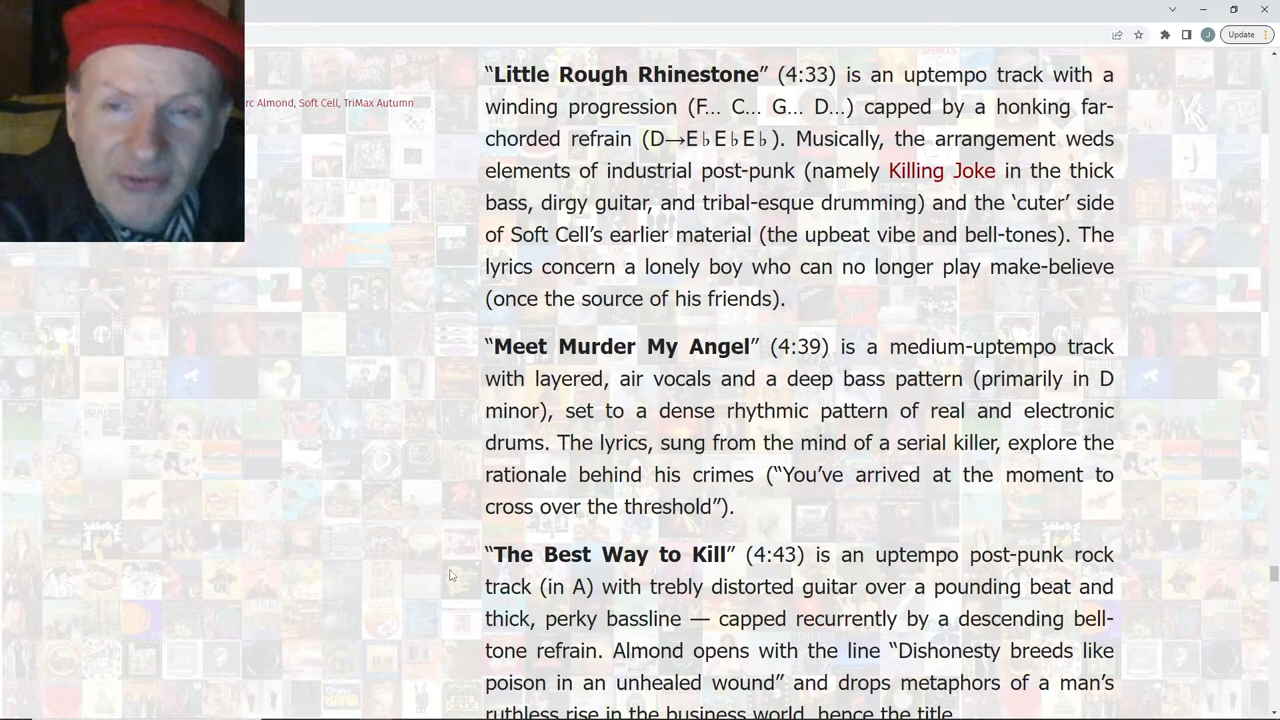 Update
rc Almond, Soft Cell, TriMax Autumn
“Little Rough Rhinestone” (4:33) is an uptempo track with a
winding progression (F… C… G… D…) capped by a honking far-
chorded refrain (D→E♭E♭E♭). Musically, the arrangement weds
elements of industrial post-punk (namely Killing Joke in the thick
bass, dirgy guitar, and tribal-esque drumming) and the ‘cuter’ side
of Soft Cell’s earlier material (the upbeat vibe and bell-tones). The
lyrics concern a lonely boy who can no longer play make-believe
(once the source of his friends).
“Meet Murder My Angel” (4:39) is a medium-uptempo track
with layered, air vocals and a deep bass pattern (primarily in D
minor), set to a dense rhythmic pattern of real and electronic
drums. The lyrics, sung from the mind of a serial killer, explore the
rationale behind his crimes (“You’ve arrived at the moment to
cross over the threshold”).
“The Best Way to Kill” (4:43) is an uptempo post-punk rock
track (in A) with trebly distorted guitar over a pounding beat and
thick, perky bassline — capped recurrently by a descending bell-
tone refrain. Almond opens with the line “Dishonesty breeds like
poison in an unhealed wound” and drops metaphors of a man’s
ruthless rise in the business world, hence the title.